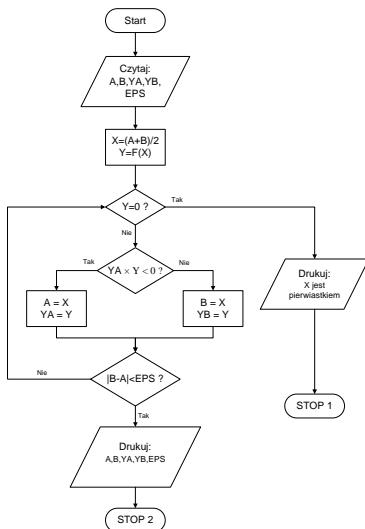 Start
Czytaj:
A,B,YA,YB,
EPS
X=(A+B)/2
Y=F(X)
Y=0 ?
Tak
Nie
YA × Y < 0 ?
Tak
Nie
A = X
YA = Y
B = X
YB = Y
Drukuj:
X jest
pierwiastkiem
|B-A|<EPS ?
Nie
Tak
STOP 1
Drukuj:
A,B,YA,YB,EPS
STOP 2